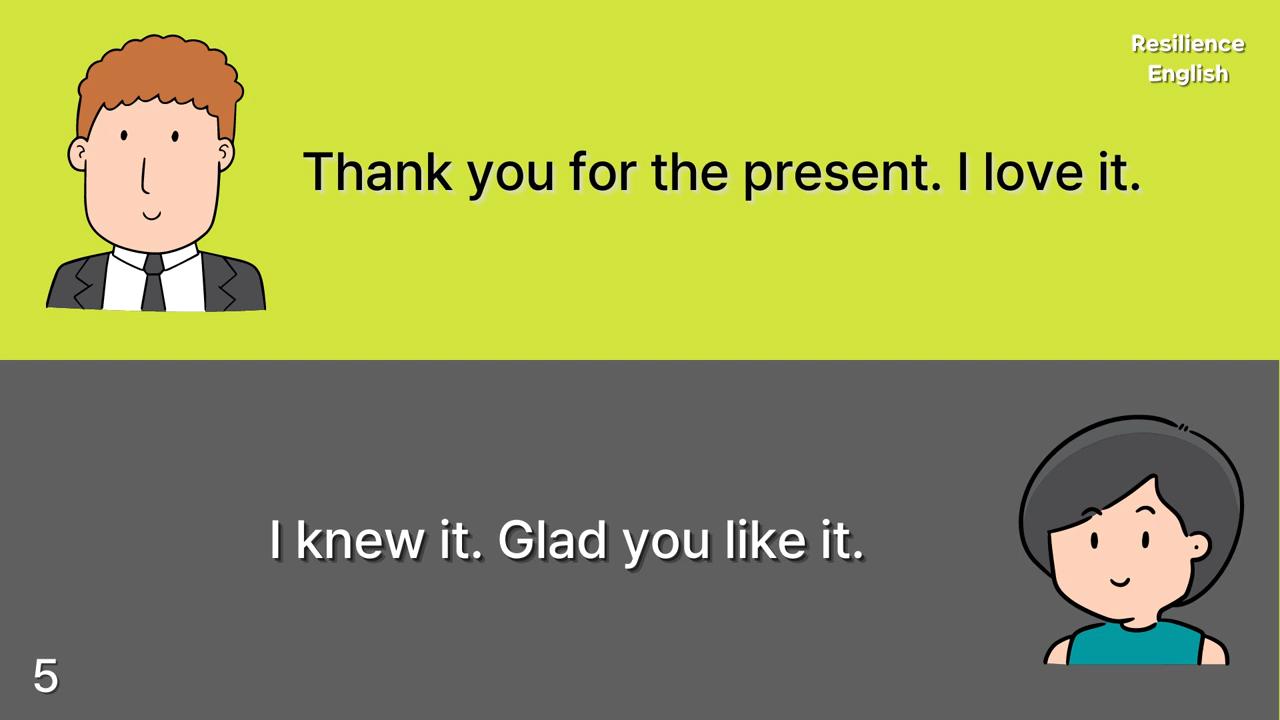 Resilience
English
Thank you for the present. I love it.
I knew it. Glad you like it.
5